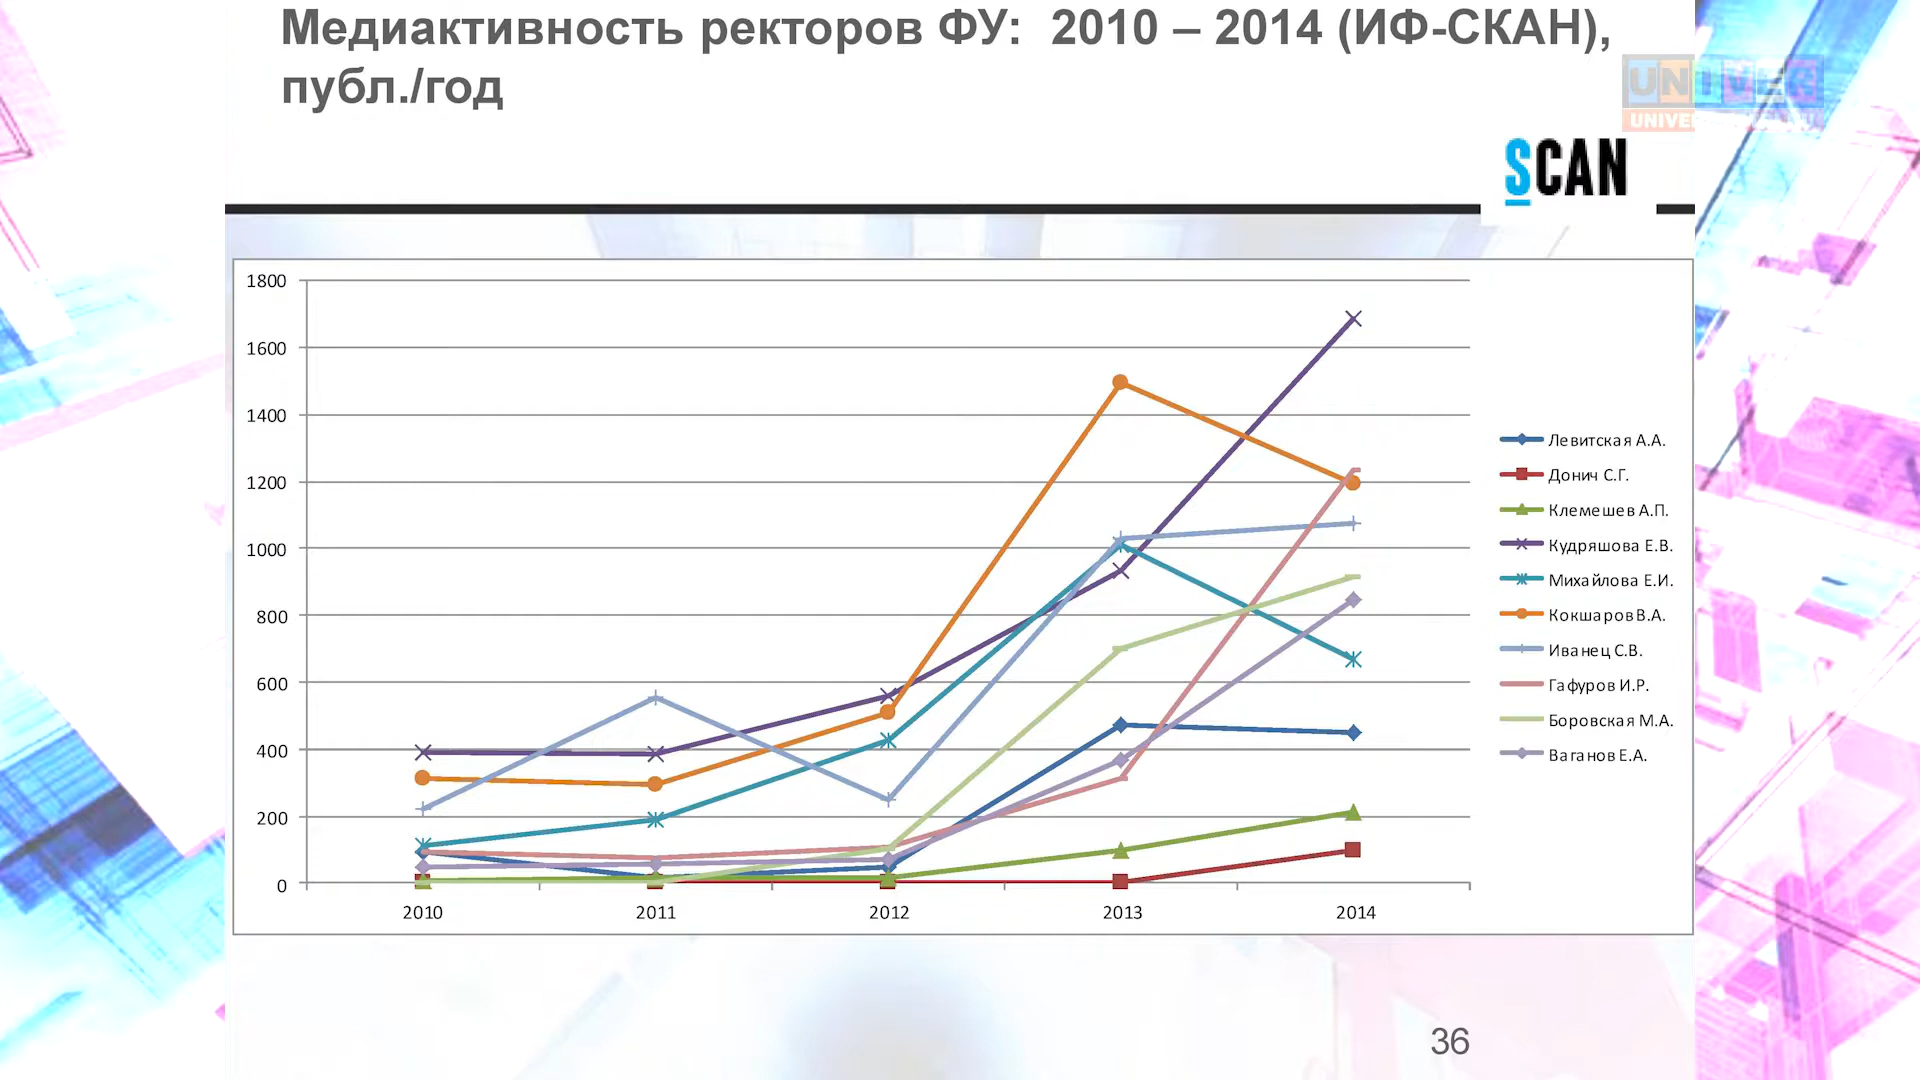 Медиактивность ректоров ФУ: 2010 – 2014 (ИФ-СКАН),
публ./год
UNIVER
SCAN
1800
1600
1400
1200
1000
800
600
400
200
0
2010 2011 2012 2013 2014
Левитская А.А.
Донич С.Г.
Клемешев А.П.
Кудряшова Е.В.
Михайлова Е.И.
Кокшаров В.А.
Иванец С.В.
Гафуров И.Р.
Боровская М.А.
Ваганов Е.А.
36